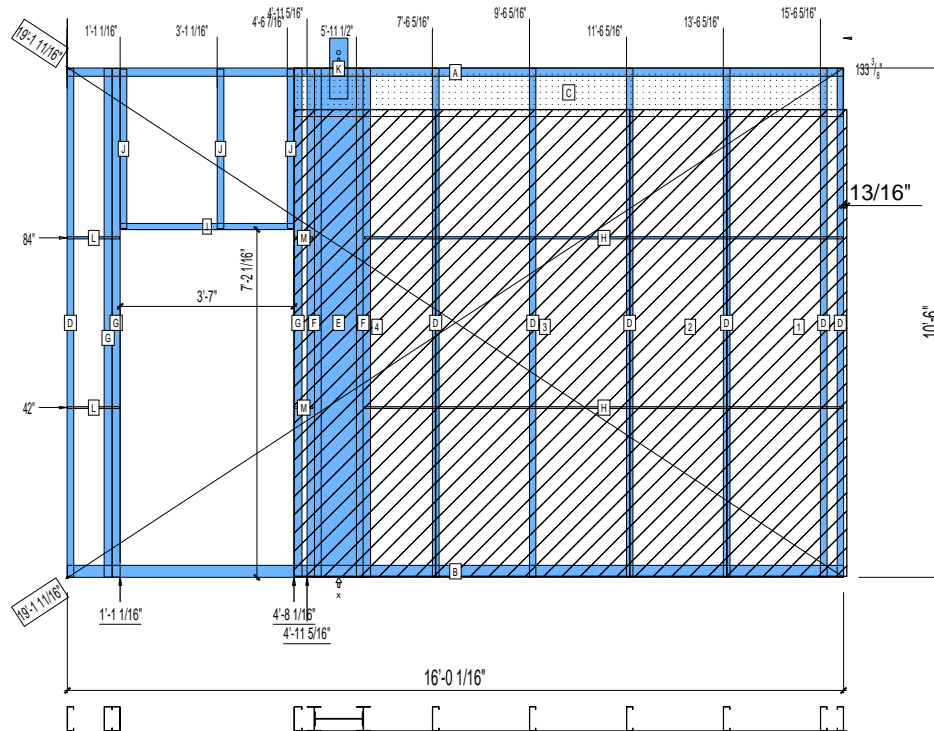 4'-11 5/16"
4'-6 7/16"
1'-1 1/16"
3'-1 1/16"
5'-11 1/2"
7'-6 5/16"
9'-6 5/16"
11'-6 5/16"
13'-6 5/16"
15'-6 5/16"
19'-1 11/16"
K
A
133 3/8"
C
J
J
J
13/16"
I
84"
L
M
H
7'-2 1/16"
3'-7"
D
G
G
G
F
E
F
4
D
D
3
D
2
D
1
D
D
10'-6"
42"
L
M
H
B
x
19'-1 11/16"
1'-1 1/16"
4'-8 1/16"
4'-11 5/16"
16'-0 1/16"